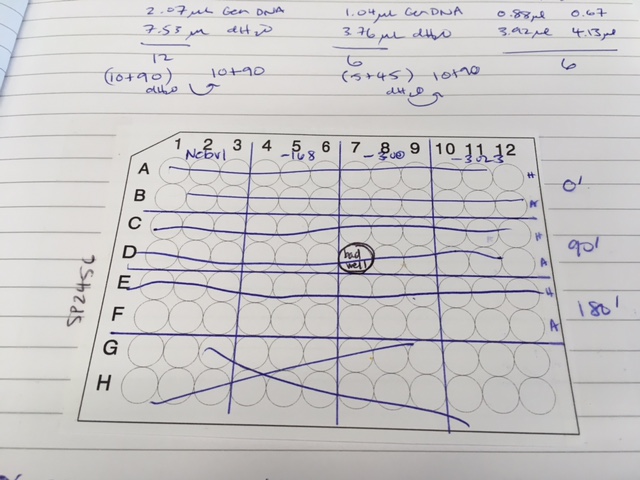 2.07µl Gen DNA 1.04µl Gen DNA 0.88µl 0.67
7.53 µl dH2O 3.76 µl dH2O 3.92µl 4.13µl
12 6 6
(10+90) 10+90 (5+45) 10+90
dH2O dH2O
1 2 3 4 5 6 7 8 9 10 11 12
-168 -300 -3023
A H 0'
B A
C H
D bad well A 90'
E H
F A 180'
G
H
SP2456